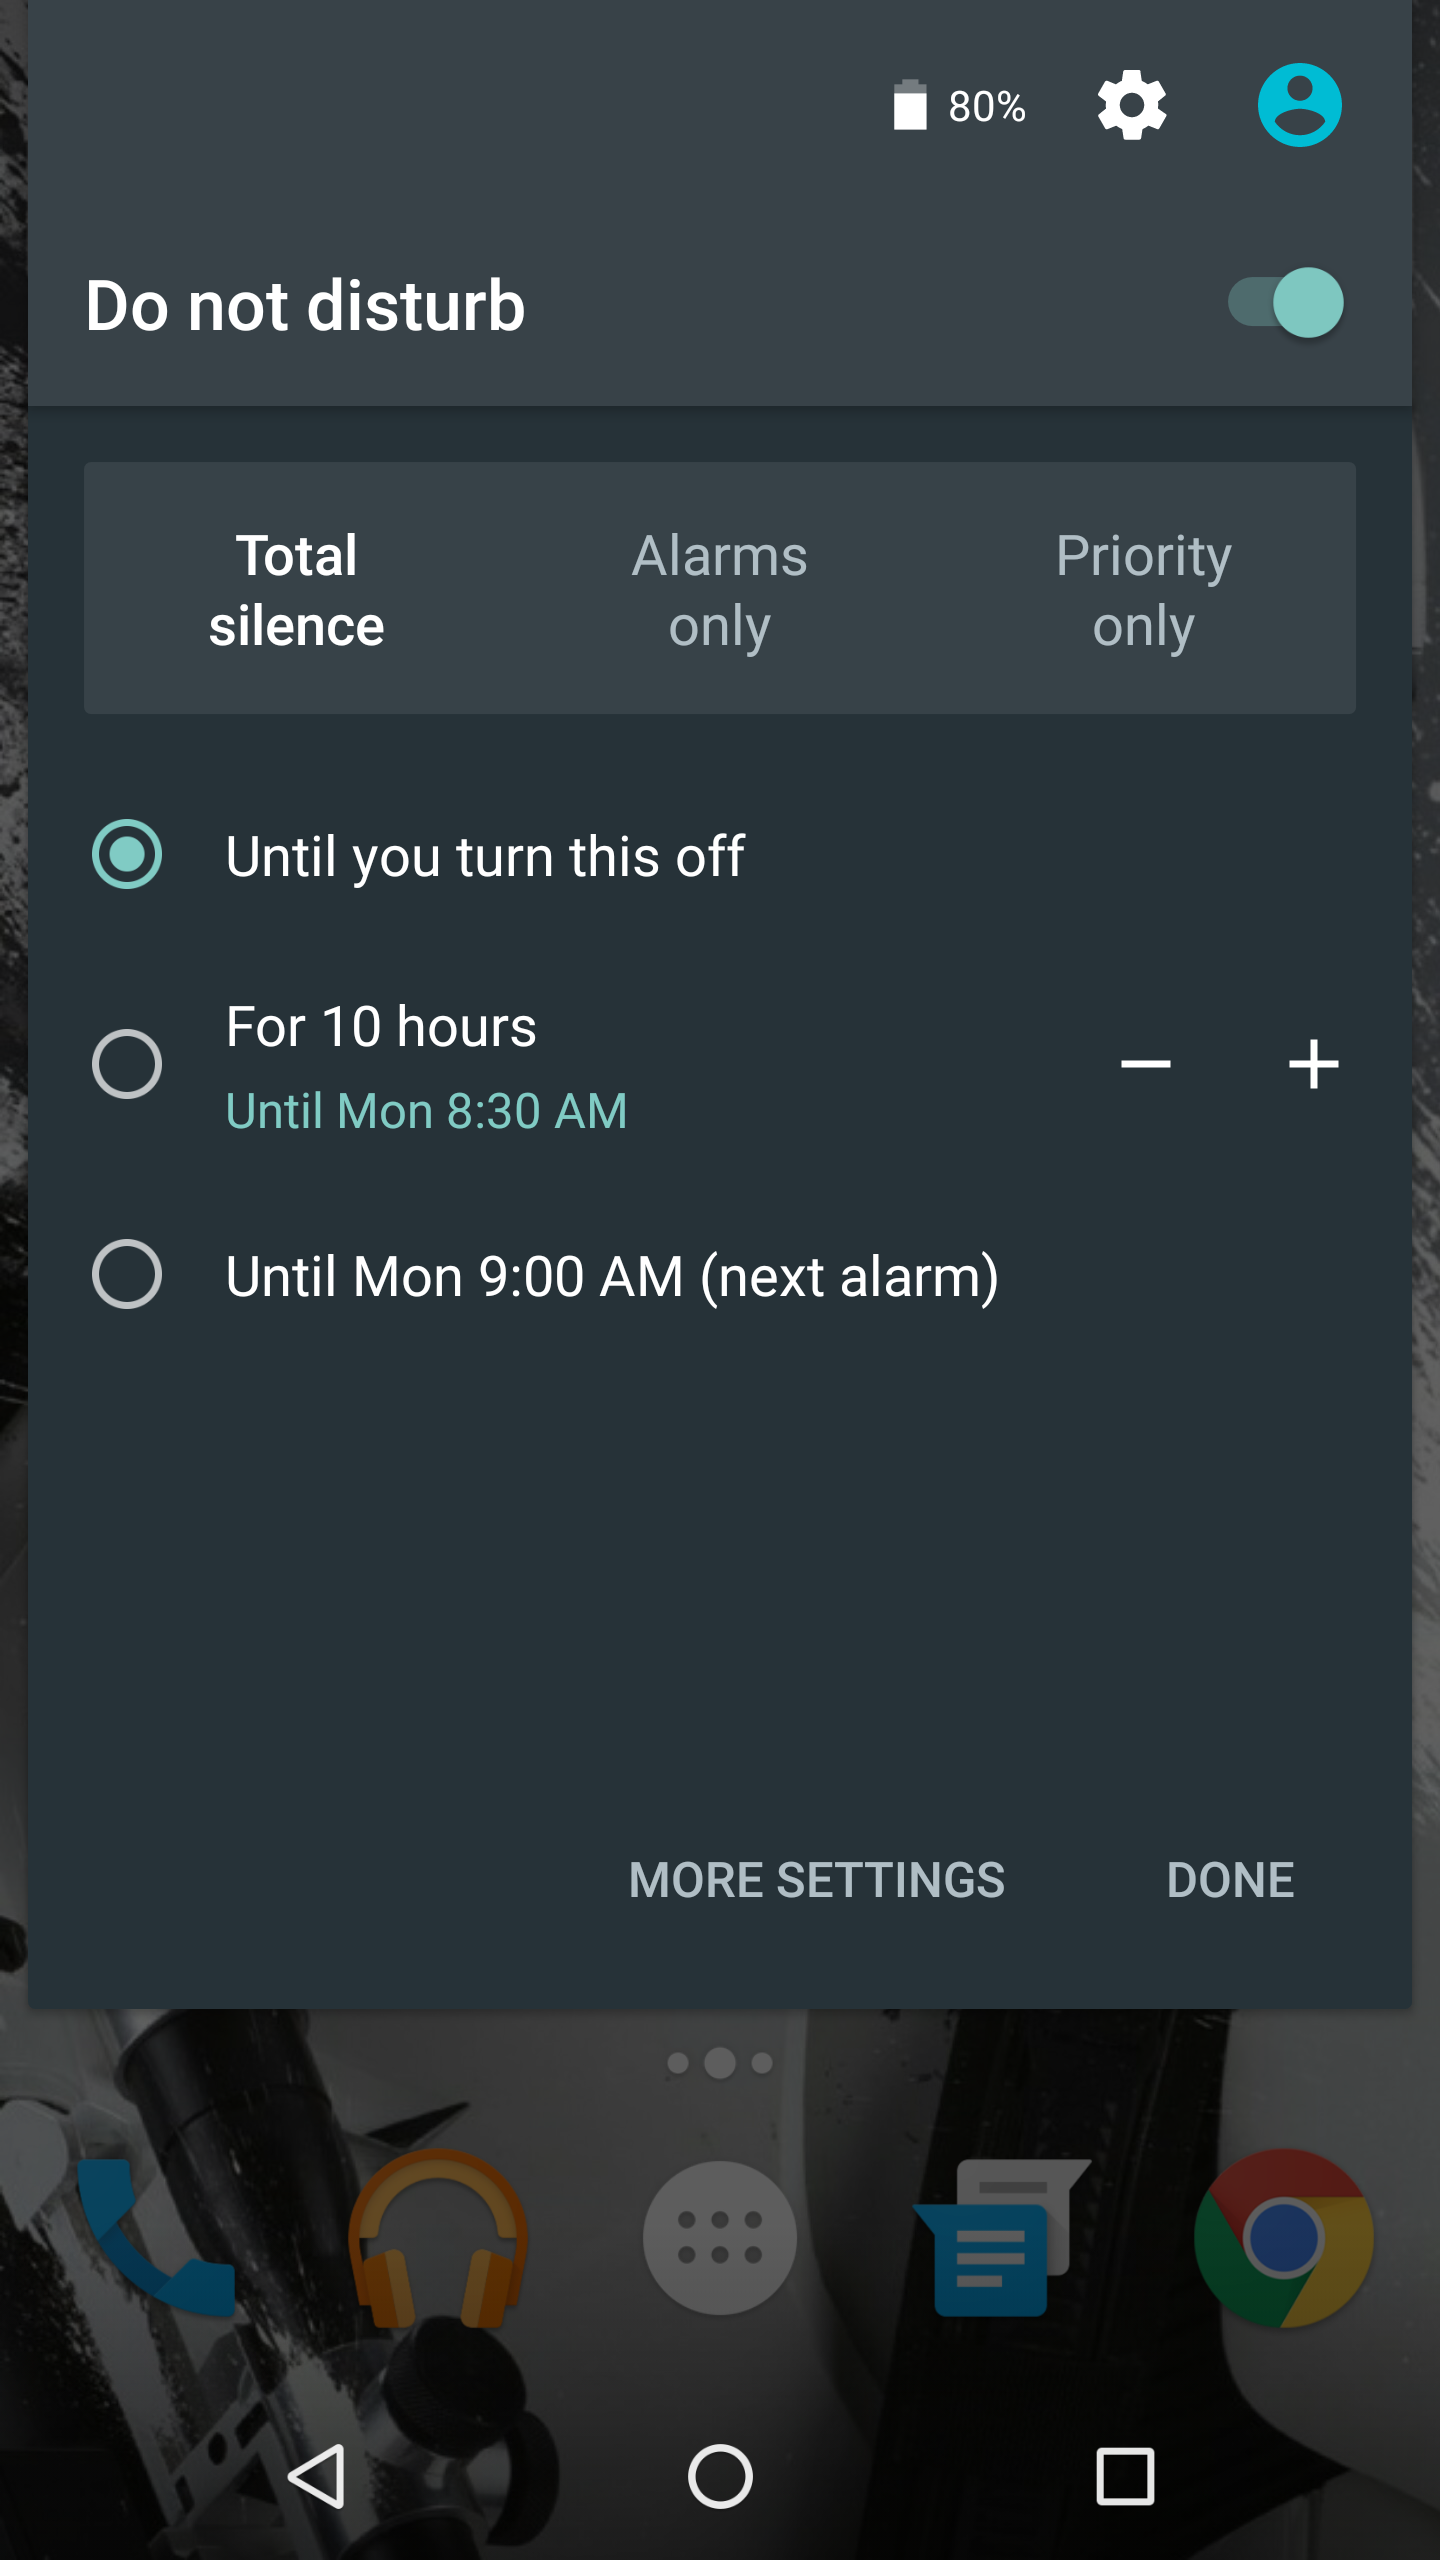 80%
Do not disturb
Total
silence
Alarms
only
Priority
only
Until you turn this off
For 10 hours
Until Mon 8:30 AM
Until Mon 9:00 AM (next alarm)
MORE SETTINGS
DONE